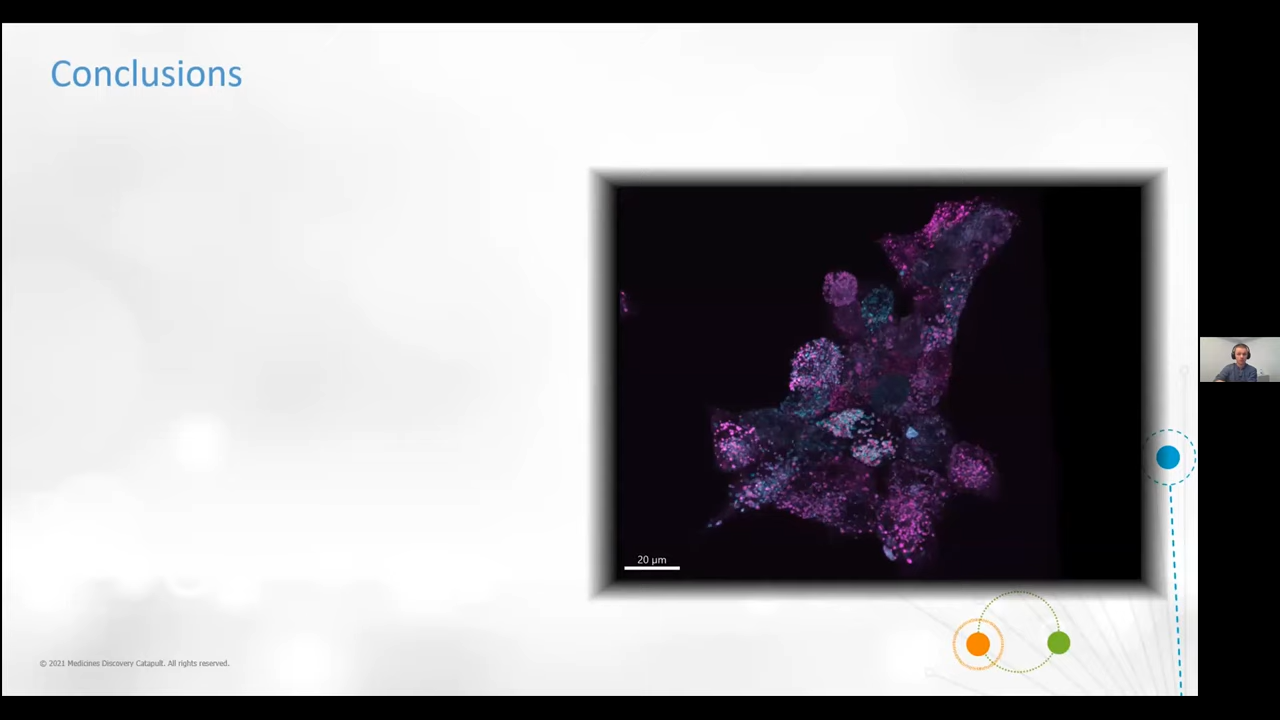 Conclusions
20 µm
© 2021 Medicines Discovery Catapult. All rights reserved.